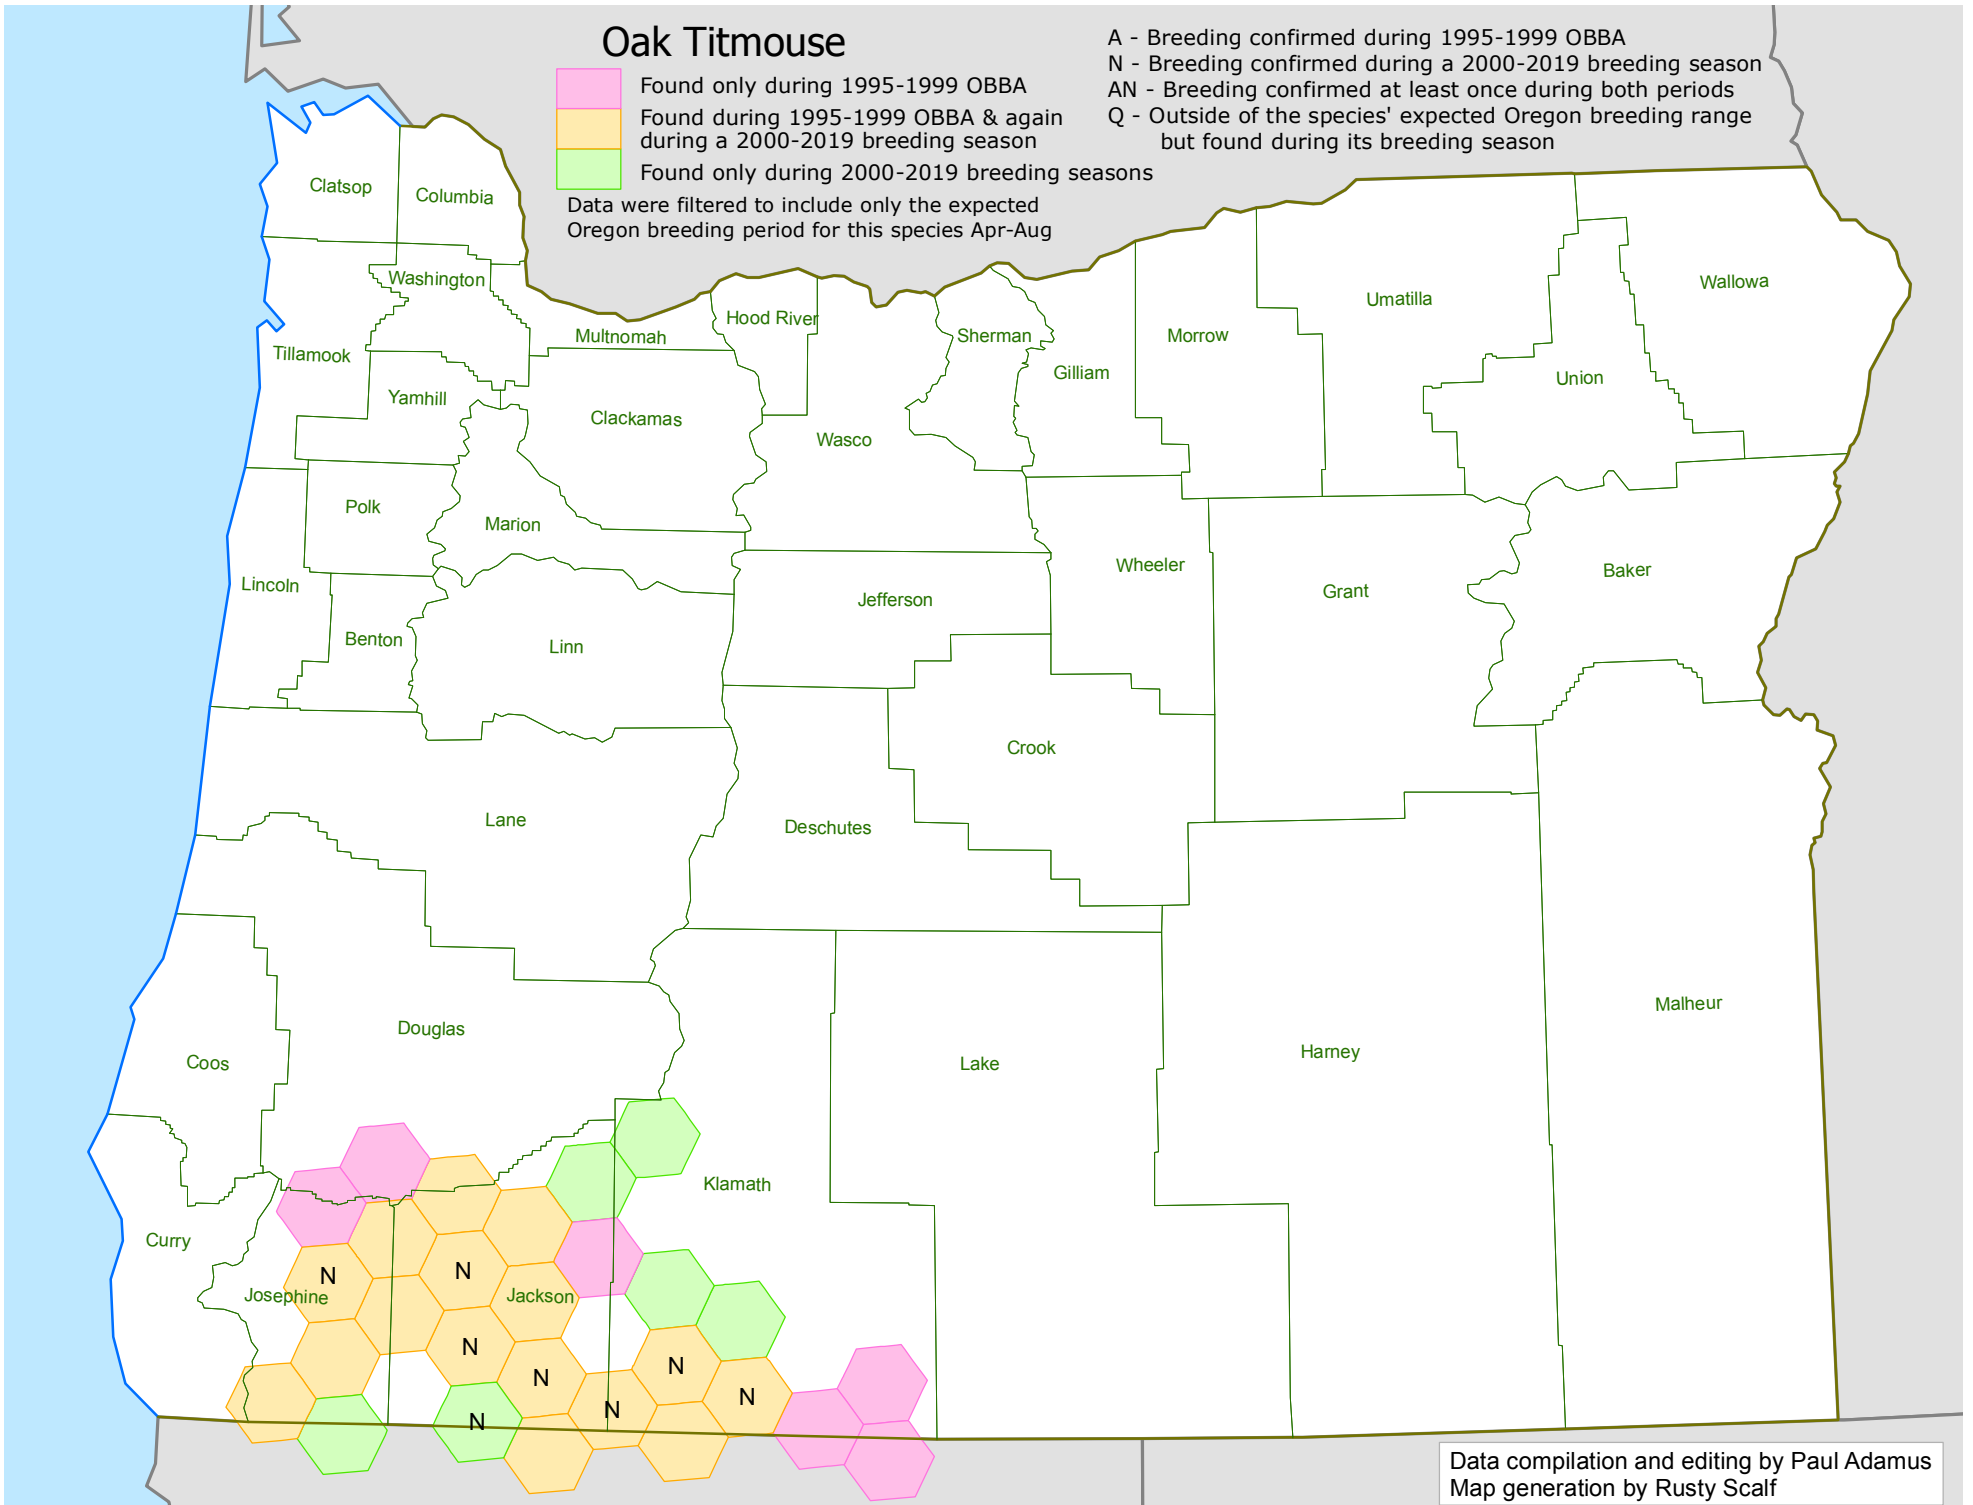 Oak Titmouse
Found only during 1995-1999 OBBA
Found during 1995-1999 OBBA & again
during a 2000-2019 breeding season
Found only during 2000-2019 breeding seasons
Data were filtered to include only the expected
Oregon breeding period for this species Apr-Aug
A - Breeding confirmed during 1995-1999 OBBA
N - Breeding confirmed during a 2000-2019 breeding season
AN - Breeding confirmed at least once during both periods
Q - Outside of the species' expected Oregon breeding range
but found during its breeding season
Clatsop
Columbia
Washington
Tillamook
Multnomah
Hood River
Sherman
Gilliam
Morrow
Umatilla
Wallowa
Union
Yamhill
Clackamas
Wasco
Polk
Marion
Wheeler
Grant
Baker
Lincoln
Benton
Linn
Jefferson
Crook
Lane
Deschutes
Douglas
Coos
Lake
Harney
Malheur
Klamath
Curry
Josephine
Jackson
N
N
N
N
N
N
N
N
Data compilation and editing by Paul Adamus
Map generation by Rusty Scalf